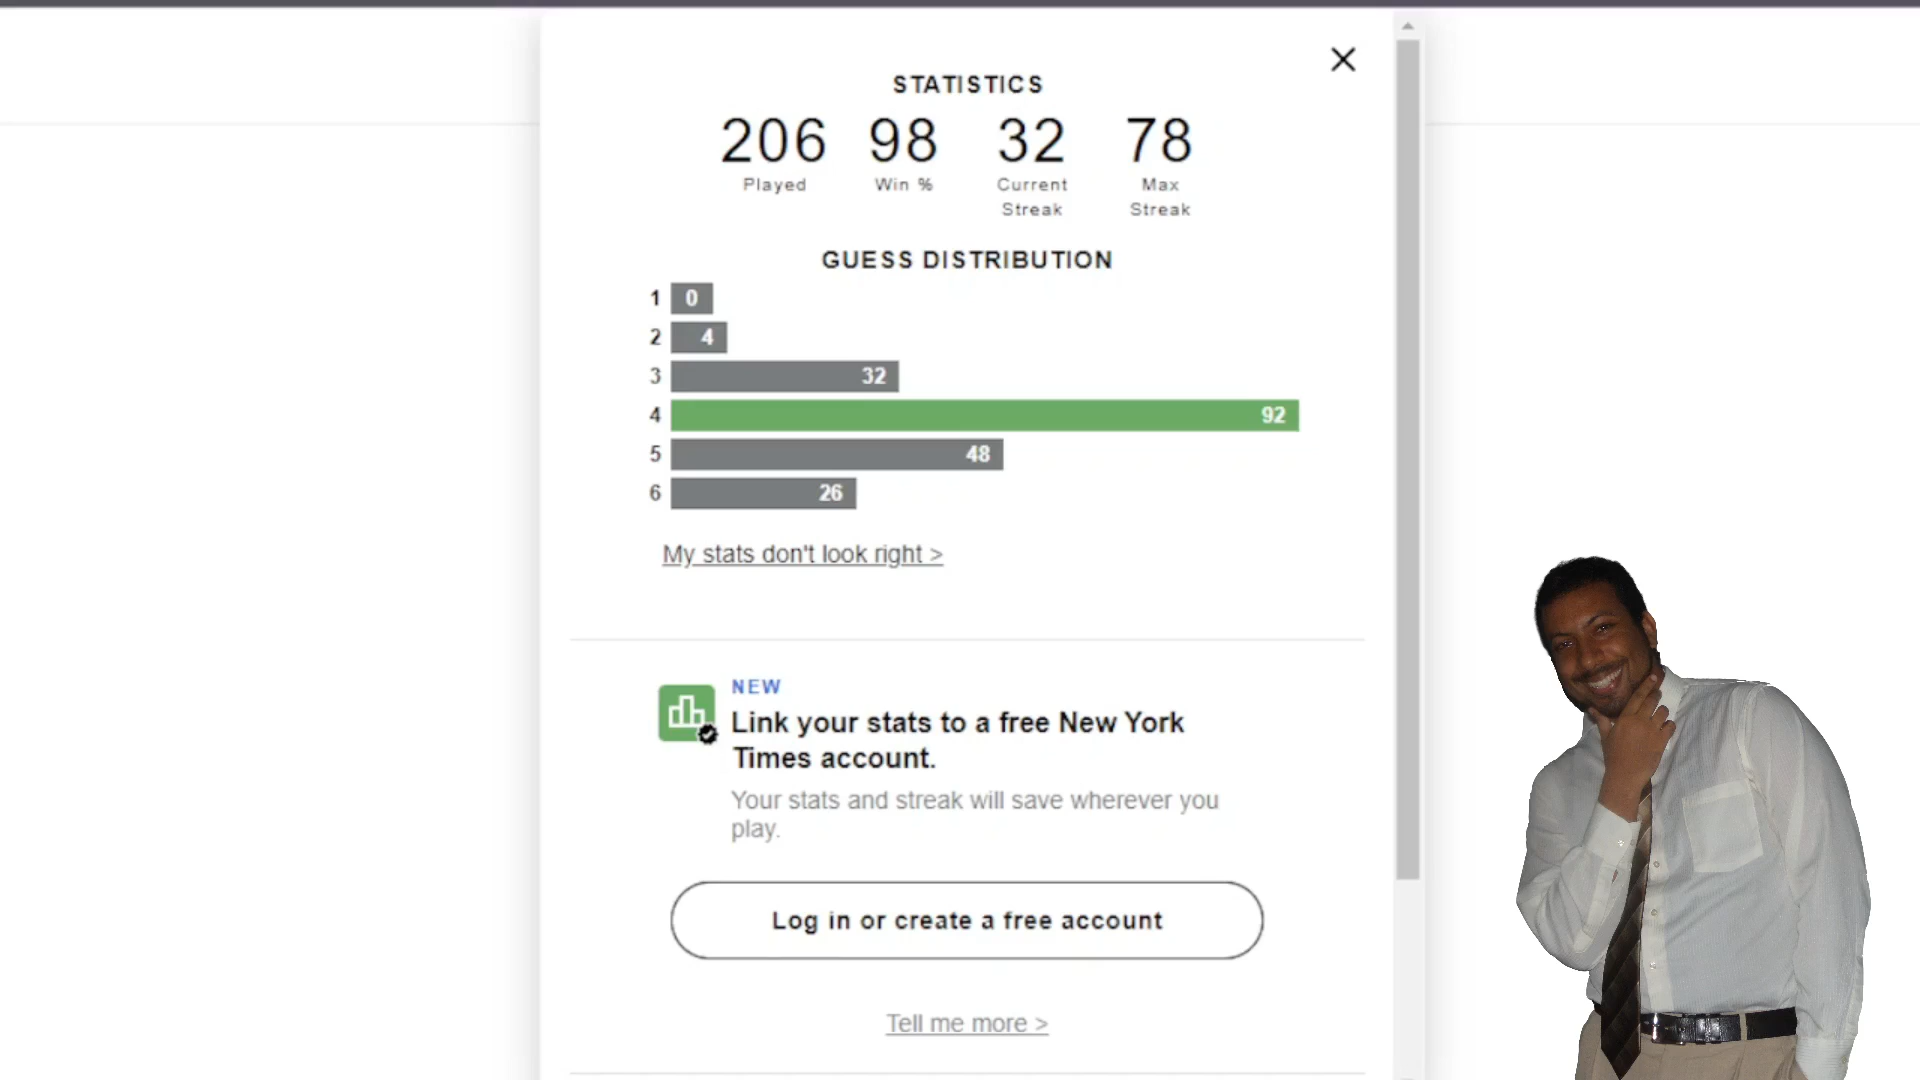 STATISTICS
206 98 32 78
Played Win % Current Streak Max Streak
GUESS DISTRIBUTION
1 0
2 4
3 32
4 92
5 48
6 26
My stats don't look right >
NEW
Link your stats to a free New York
Times account.
Your stats and streak will save wherever you
play.
Log in or create a free account
Tell me more >